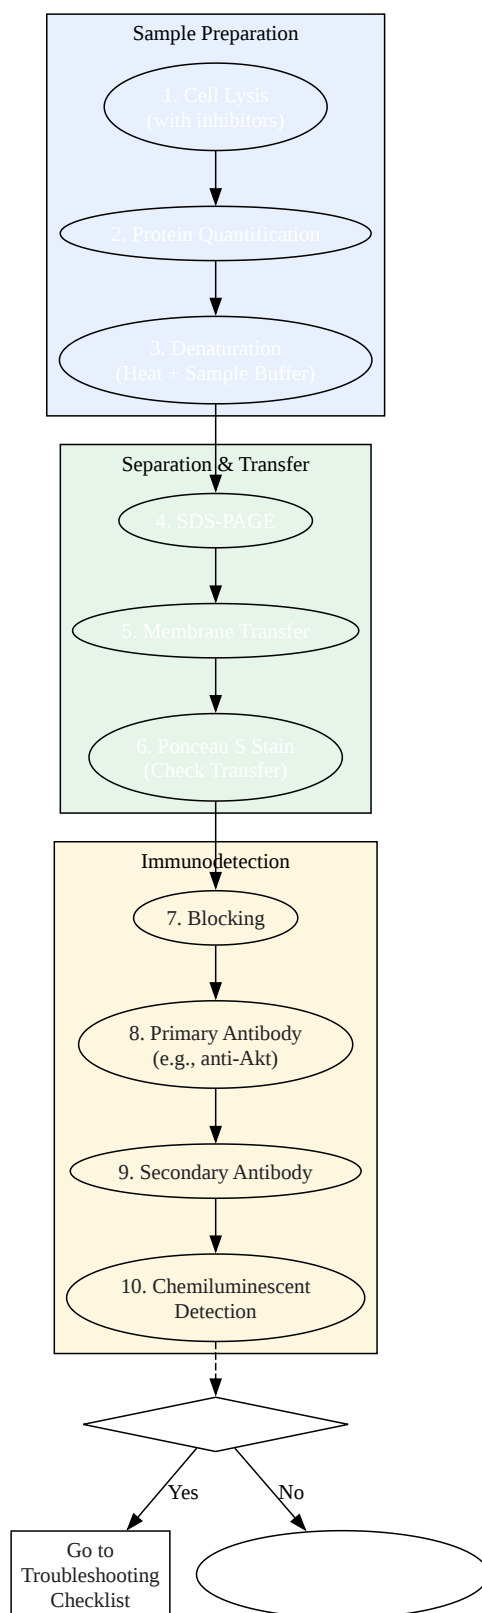 Sample Preparation
1. Cell Lysis
(with inhibitors)
2. Protein Quantification
3. Denaturation
(Heat + Sample Buffer)
Separation & Transfer
4. SDS-PAGE
5. Membrane Transfer
6. Ponceau S Stain
(Check Transfer)
Immunodetection
7. Blocking
8. Primary Antibody
(e.g., anti-Akt)
9. Secondary Antibody
10. Chemiluminescent
Detection
Yes
No
Go to
Troubleshooting
Checklist